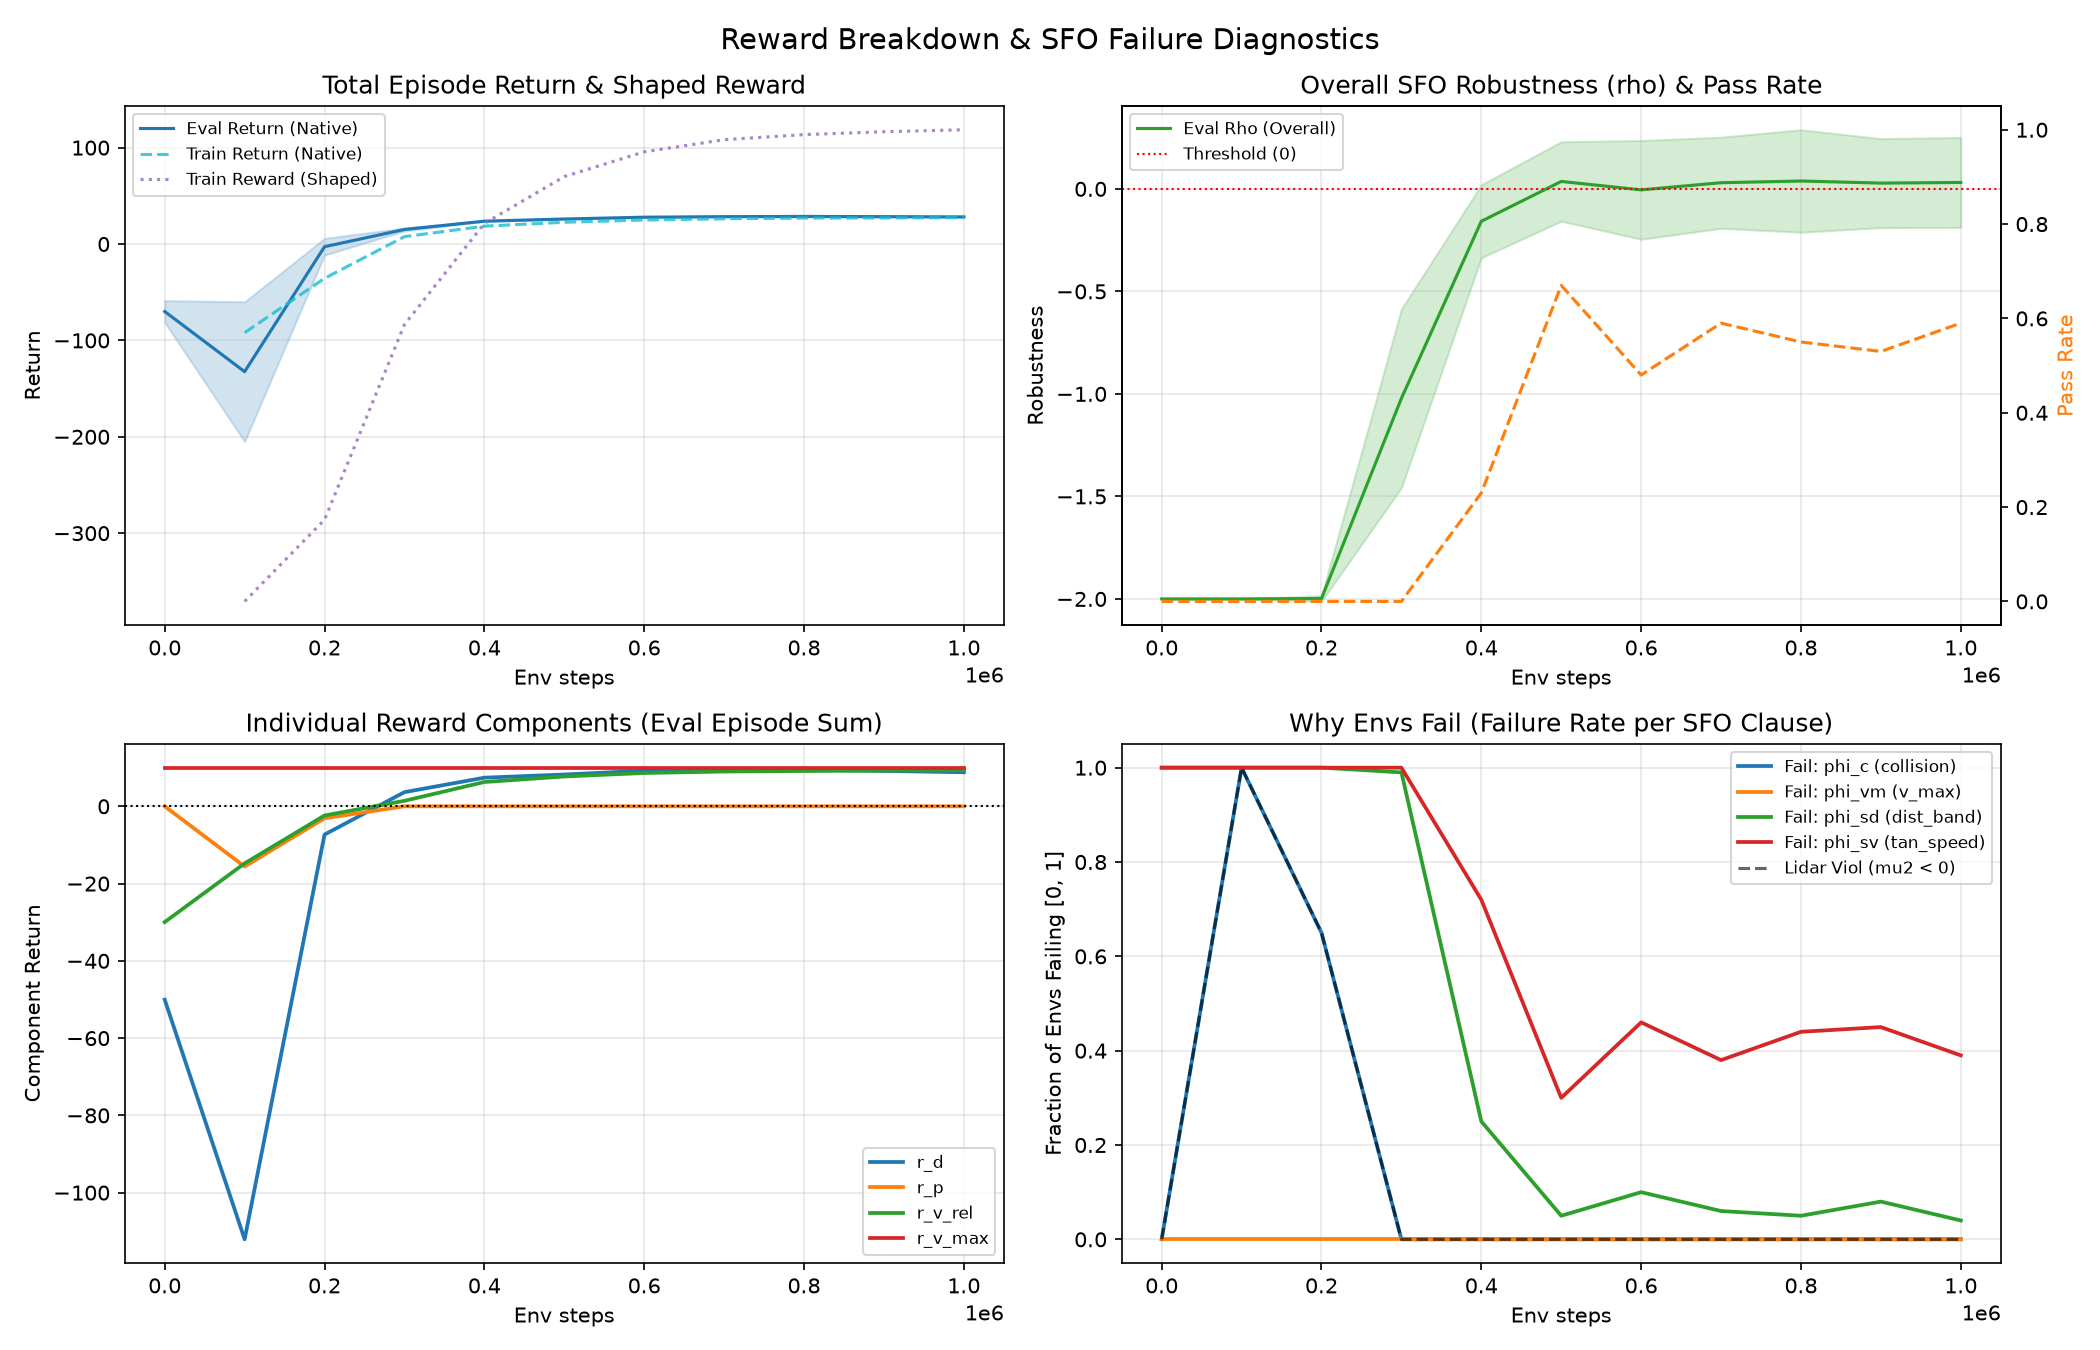 Reward Breakdown & SFO Failure Diagnostics
Total Episode Return & Shaped Reward
Eval Return (Native)
Train Return (Native)
Train Reward (Shaped)
100
0
−100
−200
−300
Return
0.0 0.2 0.4 0.6 0.8 1.0
1e6
Env steps
Overall SFO Robustness (rho) & Pass Rate
Eval Rho (Overall)
Threshold (0)
0.0
−0.5
−1.0
−1.5
−2.0
Robustness
1.0
0.8
0.6
0.4
0.2
0.0
Pass Rate
0.0 0.2 0.4 0.6 0.8 1.0
1e6
Env steps
Individual Reward Components (Eval Episode Sum)
0
−20
−40
−60
−80
−100
Component Return
r_d
r_p
r_v_rel
r_v_max
0.0 0.2 0.4 0.6 0.8 1.0
1e6
Env steps
Why Envs Fail (Failure Rate per SFO Clause)
Fail: phi_c (collision)
Fail: phi_vm (v_max)
Fail: phi_sd (dist_band)
Fail: phi_sv (tan_speed)
Lidar Viol (mu2 < 0)
1.0
0.8
0.6
0.4
0.2
0.0
Fraction of Envs Failing [0, 1]
0.0 0.2 0.4 0.6 0.8 1.0
1e6
Env steps